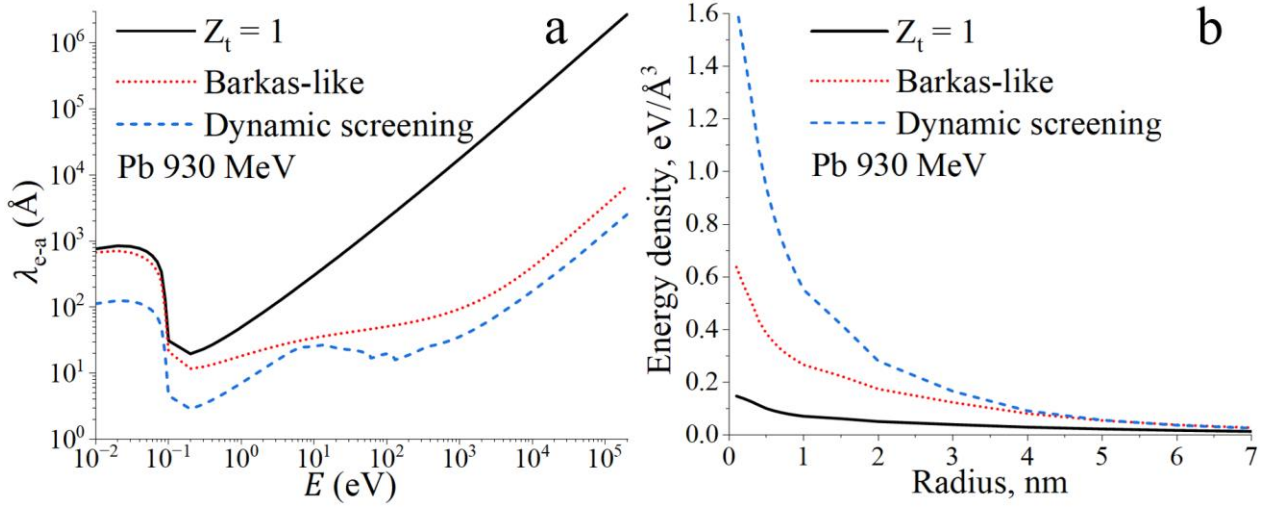 a
Z_t = 1
Barkas-like
Dynamic screening
Pb 930 MeV
λ_e-a (Å)
10^6
10^5
10^4
10^3
10^2
10^1
10^0
10^-2 10^-1 10^0 10^1 10^2 10^3 10^4 10^5
E (eV)
b
Z_t = 1
Barkas-like
Dynamic screening
Pb 930 MeV
Energy density, eV/Å^3
1.6
1.4
1.2
1.0
0.8
0.6
0.4
0.2
0.0
0 1 2 3 4 5 6 7
Radius, nm